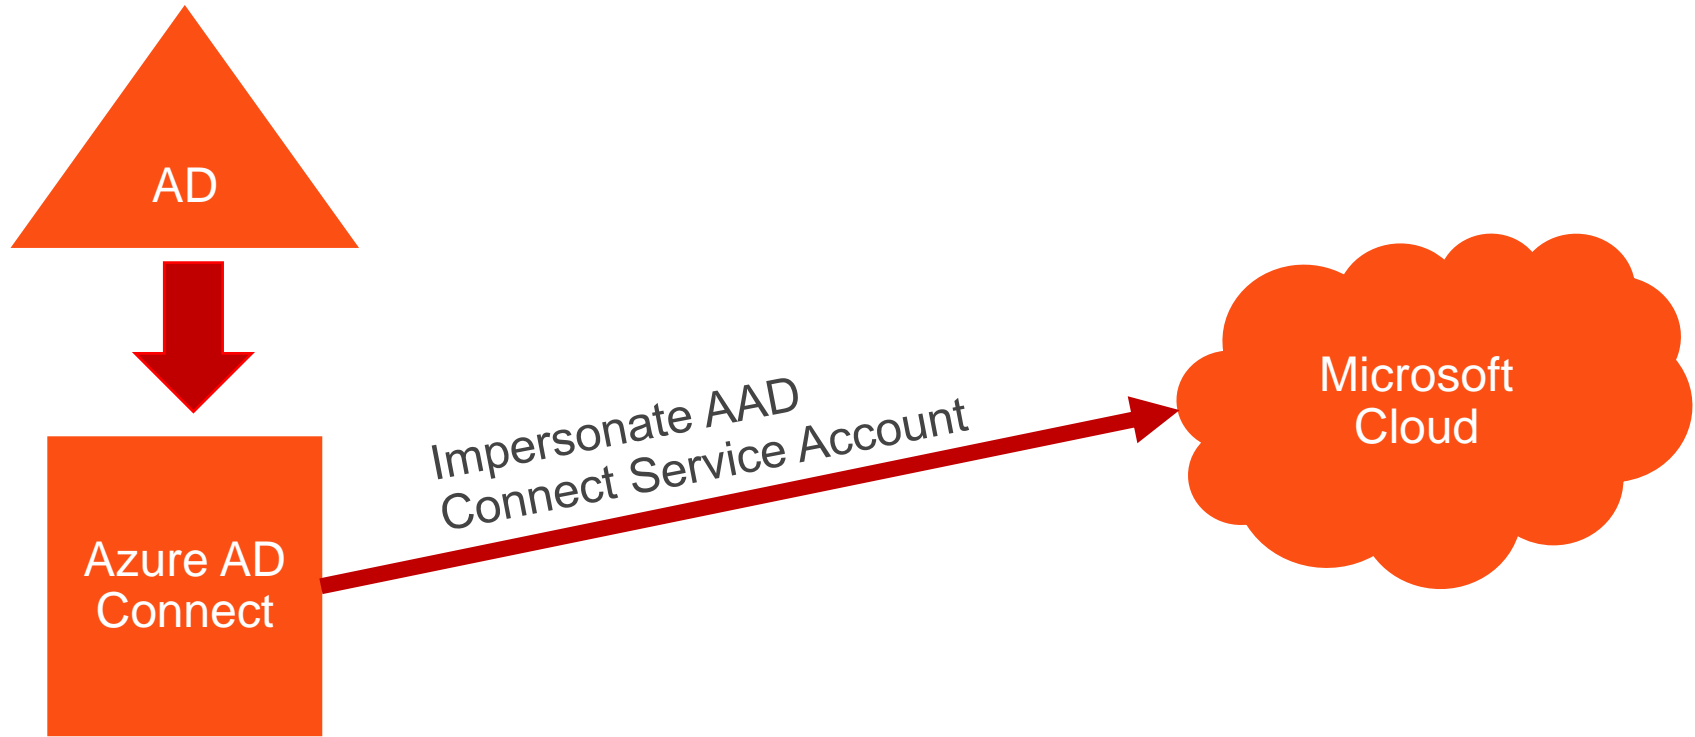 AD
Impersonate AAD
Connect Service Account
Microsoft
Cloud
Azure AD
Connect